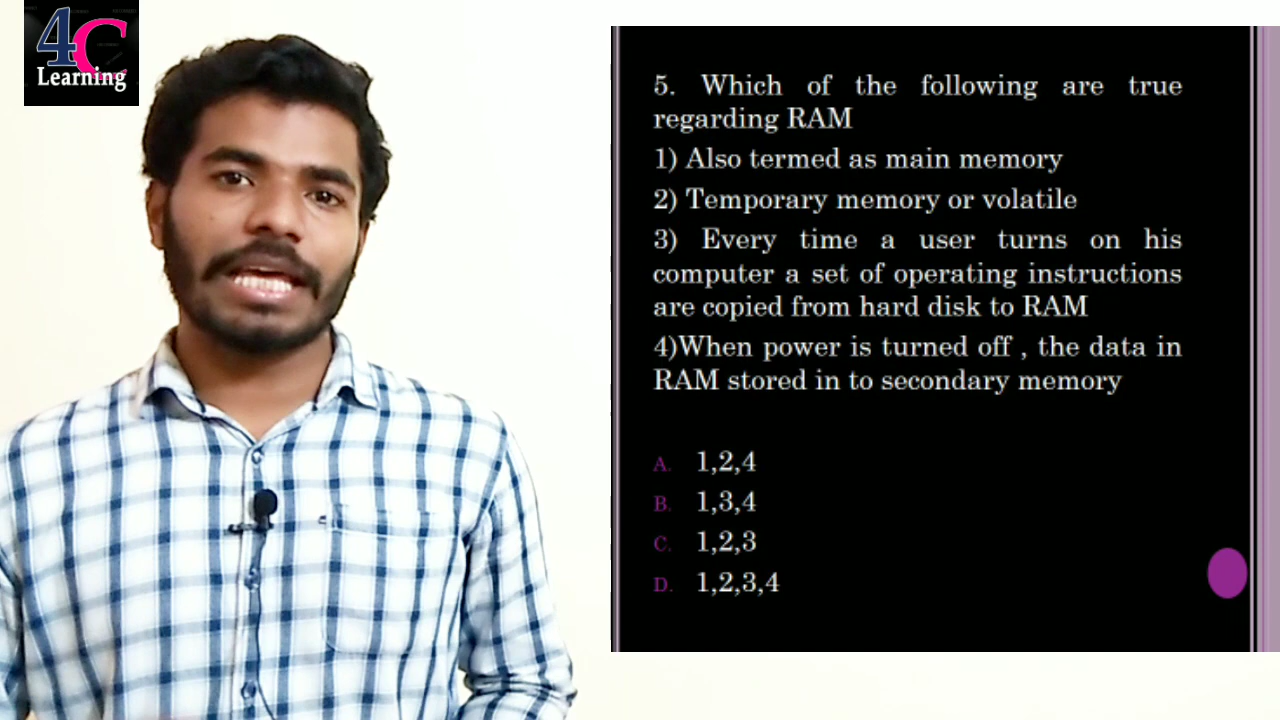 4C
Learning
5. Which of the following are true
regarding RAM
1) Also termed as main memory
2) Temporary memory or volatile
3) Every time a user turns on his
computer a set of operating instructions
are copied from hard disk to RAM
4)When power is turned off , the data in
RAM stored in to secondary memory
A. 1,2,4
B. 1,3,4
C. 1,2,3
D. 1,2,3,4